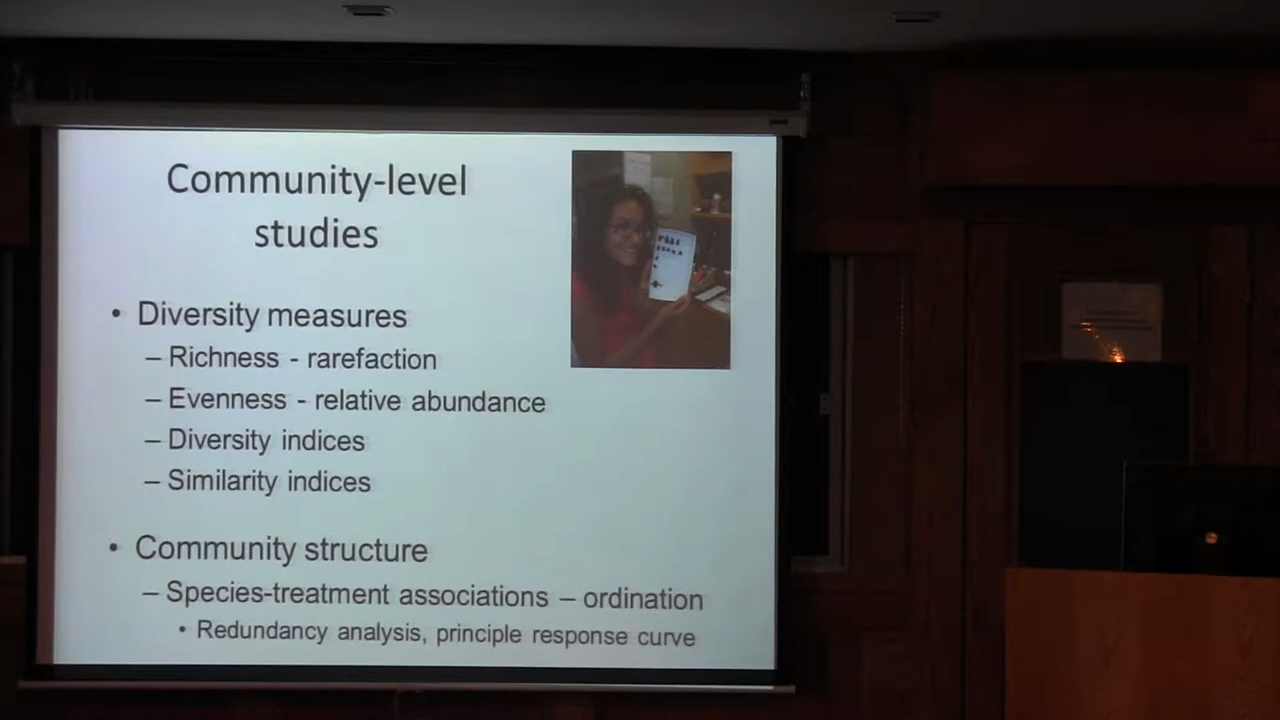 Community-level
studies
• Diversity measures
– Richness - rarefaction
– Evenness - relative abundance
– Diversity indices
– Similarity indices
• Community structure
– Species-treatment associations – ordination
• Redundancy analysis, principle response curve